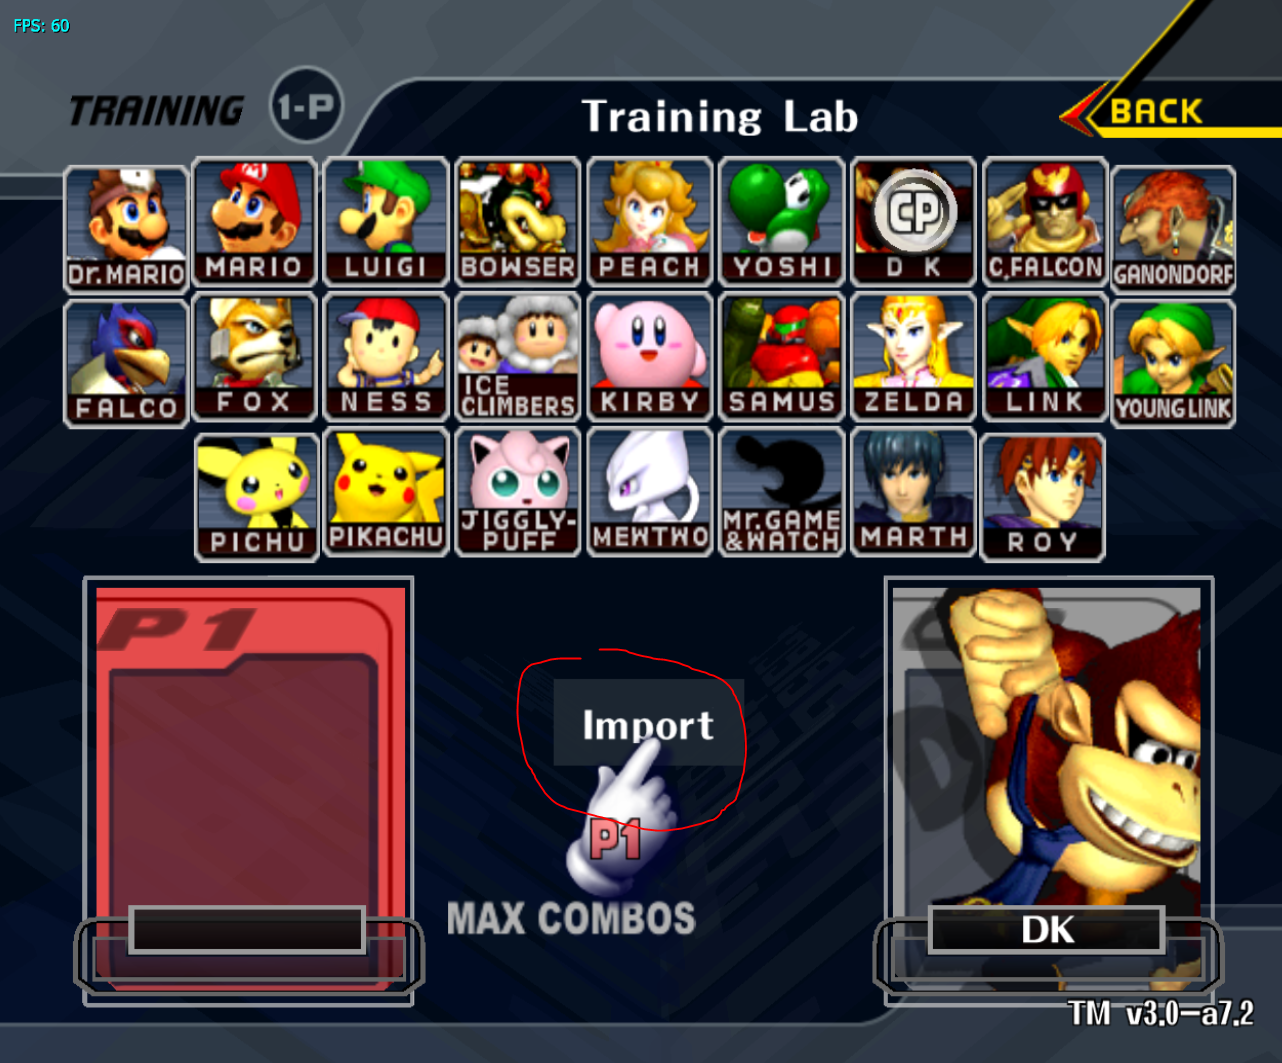 FPS: 60
TRAINING 1-P
Training Lab
BACK
Dr.MARIO MARIO LUIGI BOWSER PEACH YOSHI CP D K C,FALCON GANONDORF
FALCO FOX NESS ICE CLIMBERS KIRBY SAMUS ZELDA LINK YOUNG LINK
PICHU PIKACHU JIGGLY-PUFF MEWTWO Mr.GAME &WATCH MARTH ROY
P1
Import
P1
MAX COMBOS
DK
TM v3.0-a7.2